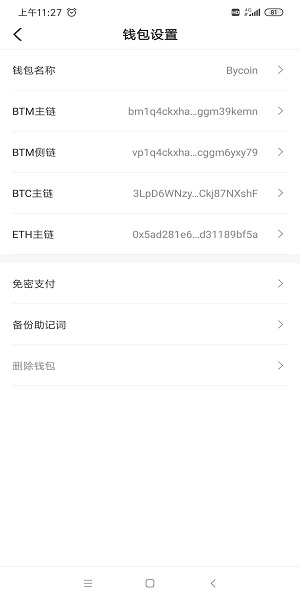 上午11:27
HD 4G 81
钱包设置
钱包名称 Bycoin
BTM主链 bm1q4ckxha...ggm39kemn
BTM侧链 vp1q4ckxha...cggm6yxy79
BTC主链 3LpD6WNzy...Ckj87NXshF
ETH主链 0x5ad281e6...d31189bf5a
免密支付
备份助记词
删除钱包